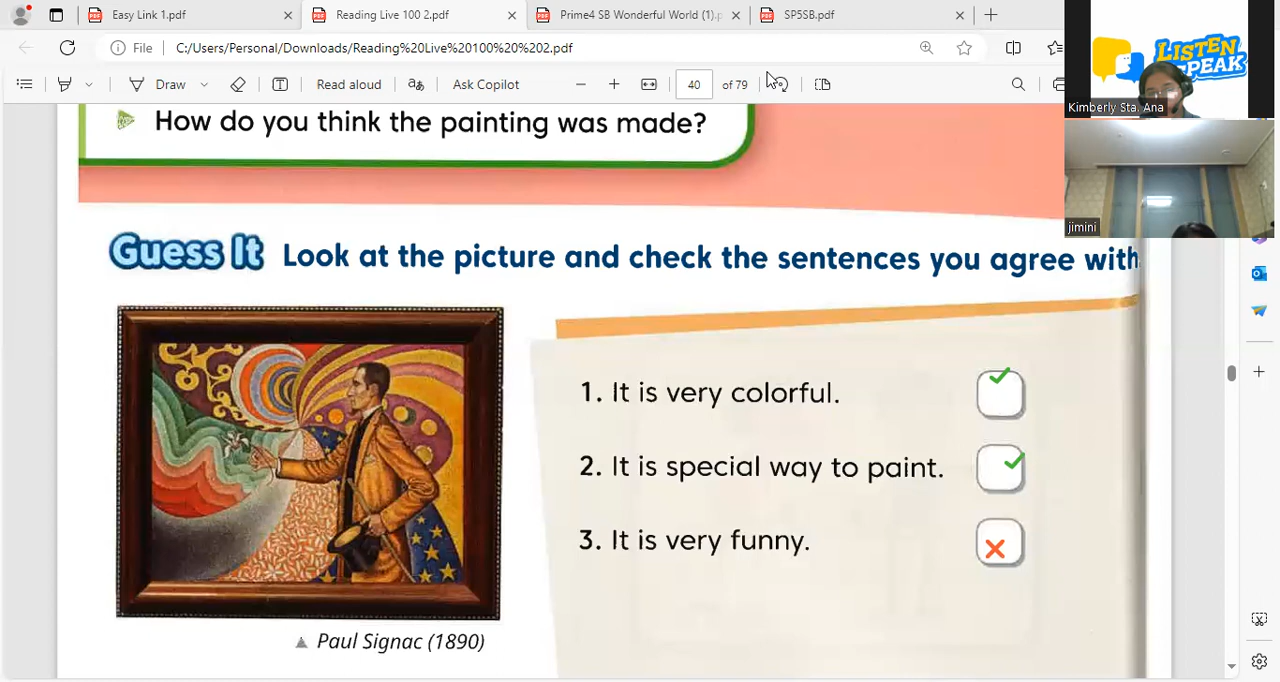 Easy Link 1.pdf
Reading Live 100 2.pdf
Prime4 SB Wonderful World (1).p
SP5SB.pdf
File
C:/Users/Personal/Downloads/Reading%20Live%20100%20%202.pdf
Draw
Read aloud
aあ
Ask Copilot
40
of 79
LISTEN
SPEAK
Kimberly Sta. Ana
jimini
How do you think the painting was made?
Guess It Look at the picture and check the sentences you agree with
1. It is very colorful.
2. It is special way to paint.
3. It is very funny.
Paul Signac (1890)